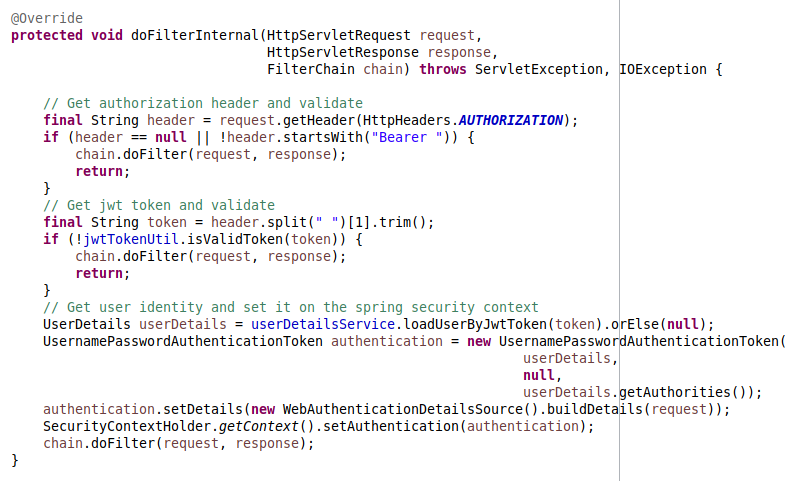 @Override
protected void doFilterInternal(HttpServletRequest request,
                                HttpServletResponse response,
                                FilterChain chain) throws ServletException, IOException {

    // Get authorization header and validate
    final String header = request.getHeader(HttpHeaders.AUTHORIZATION);
    if (header == null || !header.startsWith("Bearer ")) {
        chain.doFilter(request, response);
        return;
    }
    // Get jwt token and validate
    final String token = header.split(" ")[1].trim();
    if (!jwtTokenUtil.isValidToken(token)) {
        chain.doFilter(request, response);
        return;
    }
    // Get user identity and set it on the spring security context
    UserDetails userDetails = userDetailsService.loadUserByJwtToken(token).orElse(null);
    UsernamePasswordAuthenticationToken authentication = new UsernamePasswordAuthenticationToken(
                                                                userDetails,
                                                                null,
                                                                userDetails.getAuthorities());
    authentication.setDetails(new WebAuthenticationDetailsSource().buildDetails(request));
    SecurityContextHolder.getContext().setAuthentication(authentication);
    chain.doFilter(request, response);
}